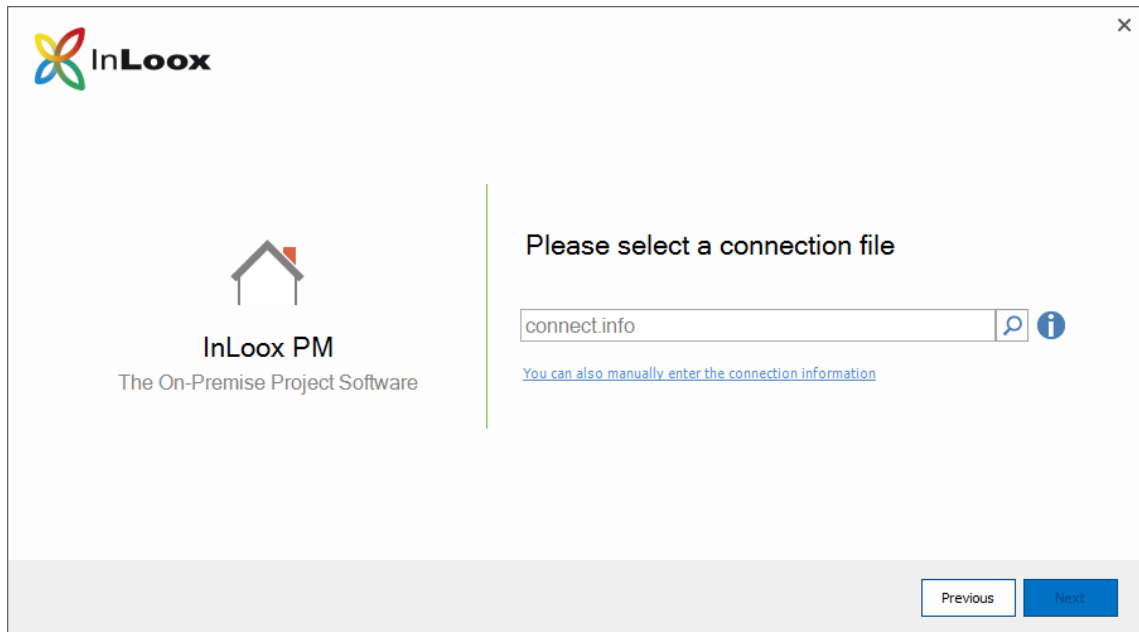 InLoox
InLoox PM
The On-Premise Project Software
Please select a connection file
connect.info
You can also manually enter the connection information
Previous
Next